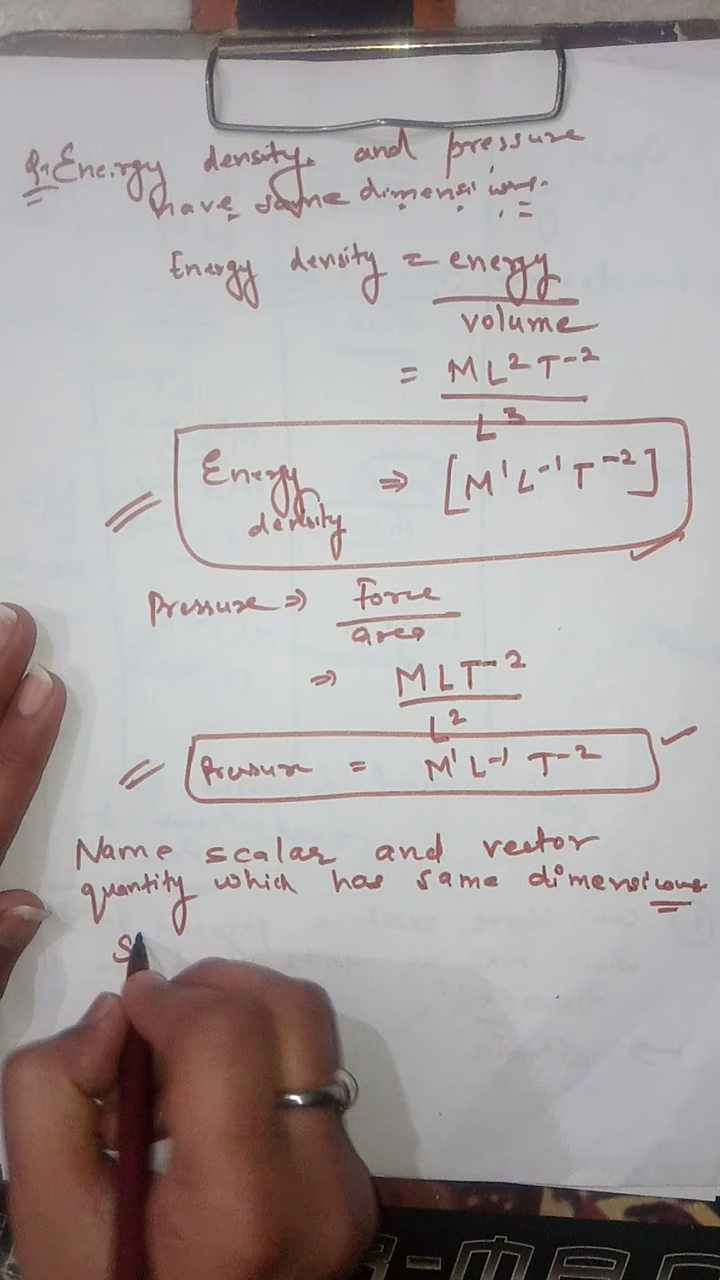 Q1 Energy density and pressure
have same dimensions.
Energy density = energy
volume
= ML²T⁻²
L³
Energy ⇒ [M¹L⁻¹T⁻²]
density
Pressure ⇒ Force
area
⇒ MLT⁻²
L²
Pressure = M¹L⁻¹T⁻²
Name scalar and vector
quantity which has same dimensions
S